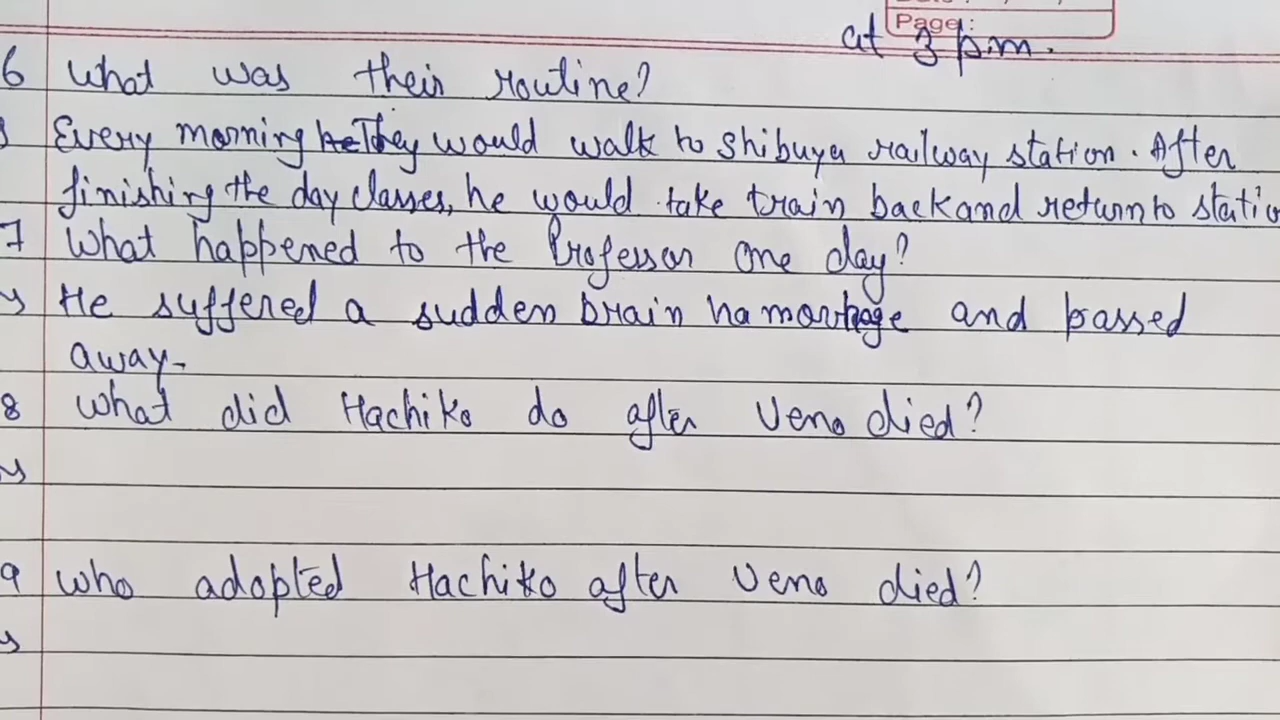 Page:
at 3 p.m.
6 What was their routine?
Every morning they would walk to Shibuya railway station. After
finishing the day classes, he would take train back and return to statio
7 What happened to the Professor one day?
He suffered a sudden brain hamorrhage and passed
away.
8 What did Hachiko do after Ueno died?
9 Who adopted Hachiko after Ueno died?